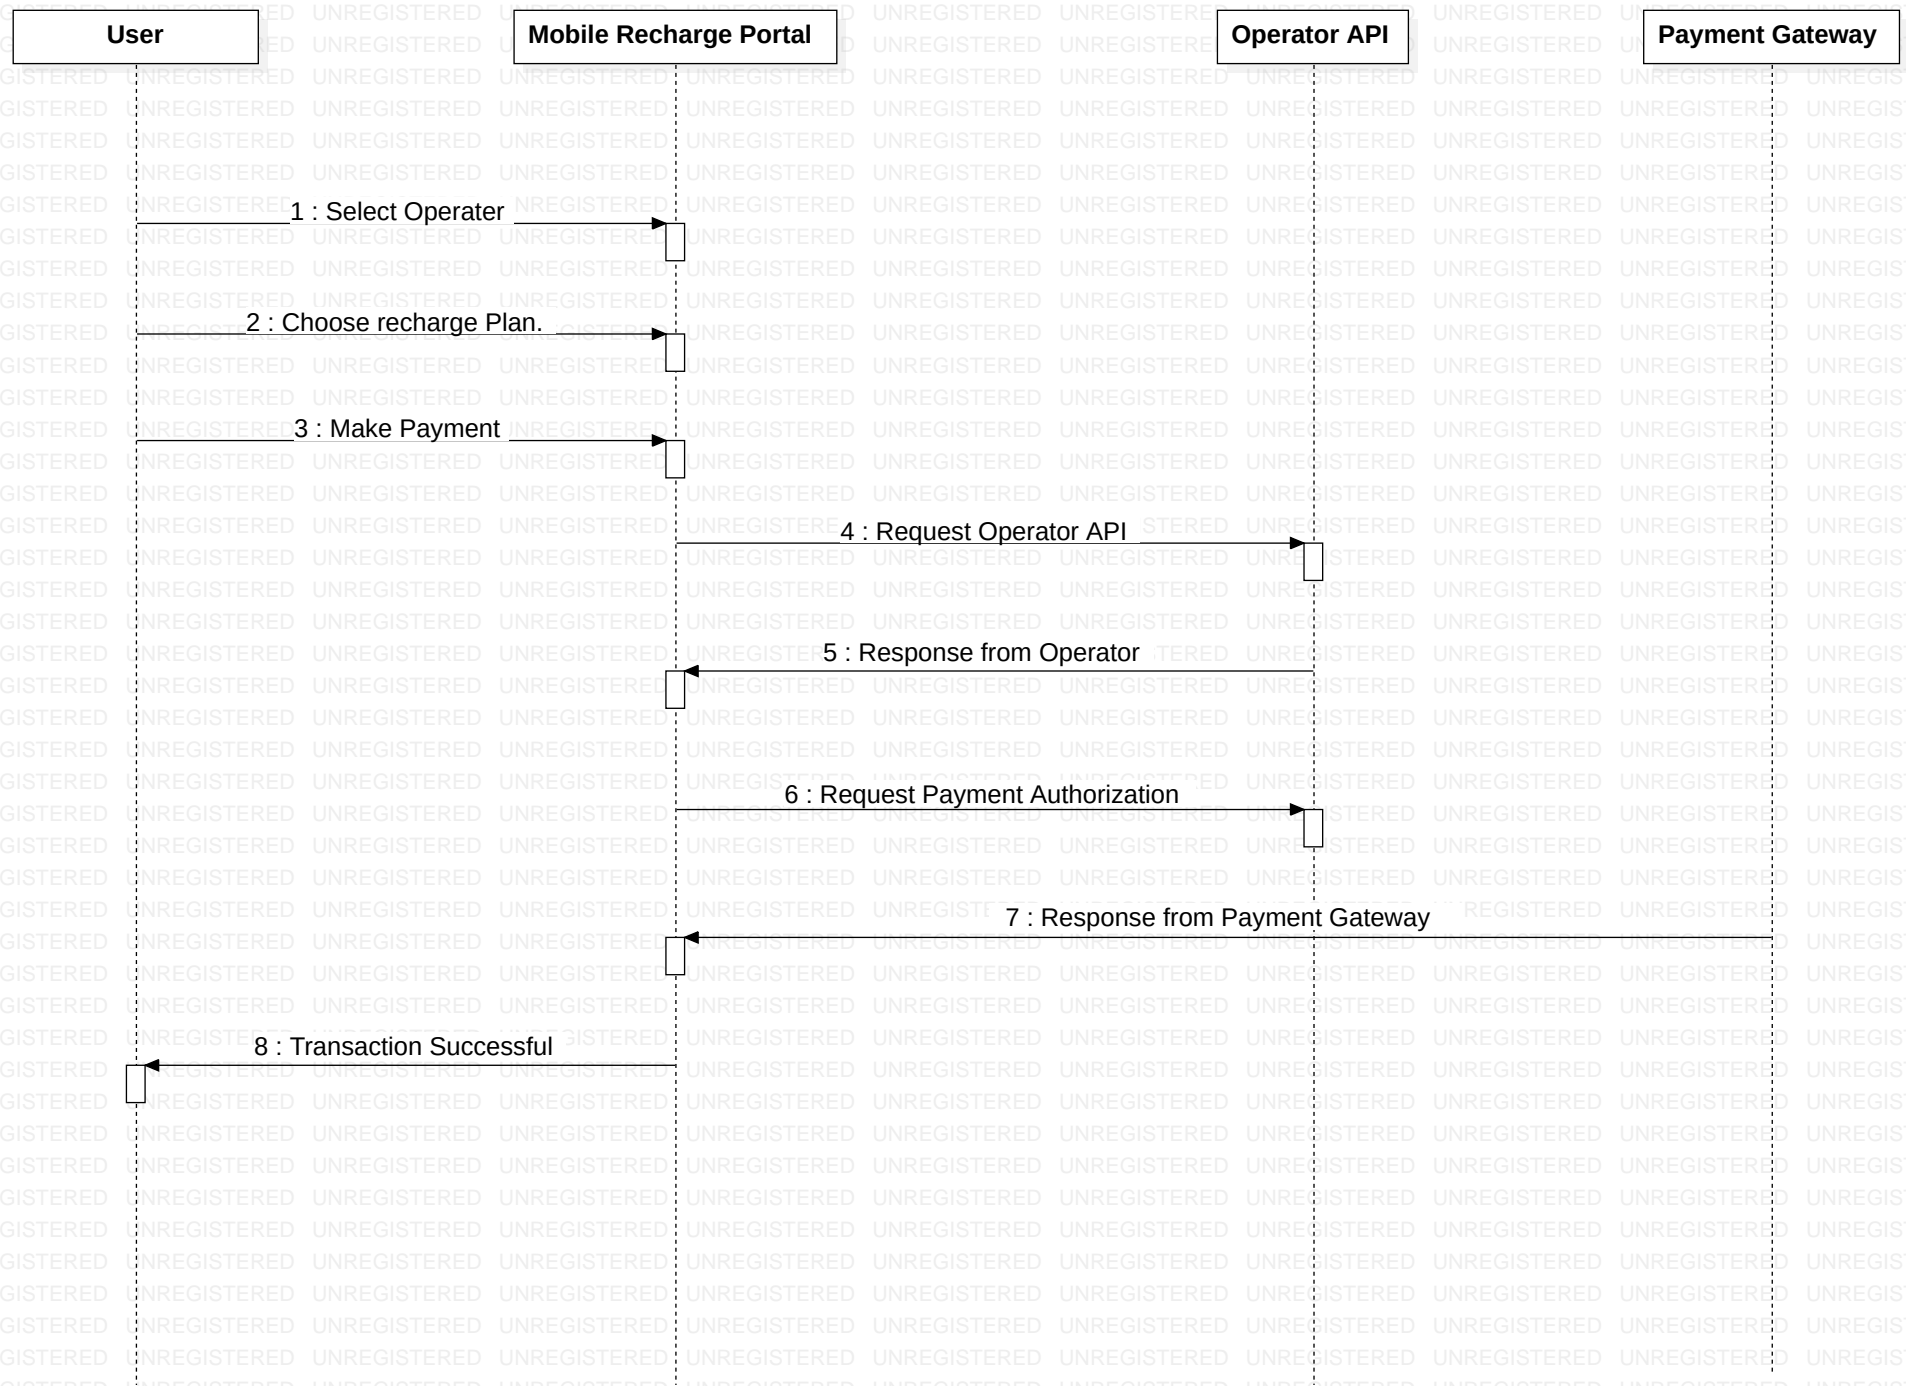 User
Mobile Recharge Portal
Operator API
Payment Gateway
1 : Select Operater
2 : Choose recharge Plan.
3 : Make Payment
4 : Request Operator API
5 : Response from Operator
6 : Request Payment Authorization
7 : Response from Payment Gateway
8 : Transaction Successful
UNREGISTERED